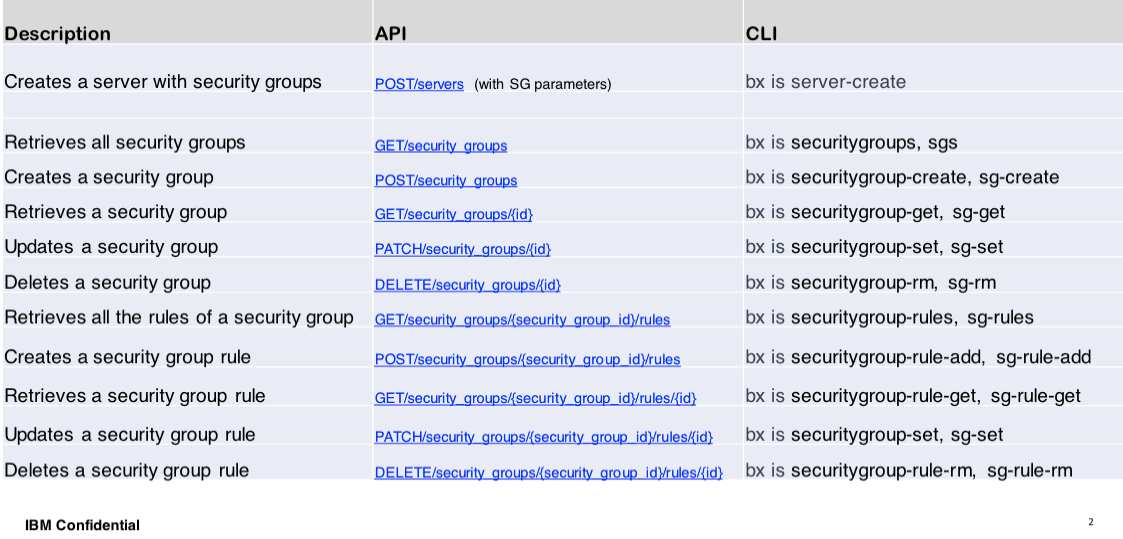 Description API CLI
Creates a server with security groups POST/servers (with SG parameters) bx is server-create
Retrieves all security groups GET/security_groups bx is securitygroups, sgs
Creates a security group POST/security_groups bx is securitygroup-create, sg-create
Retrieves a security group GET/security_groups/{id} bx is securitygroup-get, sg-get
Updates a security group PATCH/security_groups/{id} bx is securitygroup-set, sg-set
Deletes a security group DELETE/security_groups/{id} bx is securitygroup-rm, sg-rm
Retrieves all the rules of a security group GET/security_groups/{security_group_id}/rules bx is securitygroup-rules, sg-rules
Creates a security group rule POST/security_groups/{security_group_id}/rules bx is securitygroup-rule-add, sg-rule-add
Retrieves a security group rule GET/security_groups/{security_group_id}/rules/{id} bx is securitygroup-rule-get, sg-rule-get
Updates a security group rule PATCH/security_groups/{security_group_id}/rules/{id} bx is securitygroup-set, sg-set
Deletes a security group rule DELETE/security_groups/{security_group_id}/rules/{id} bx is securitygroup-rule-rm, sg-rule-rm
IBM Confidential 2